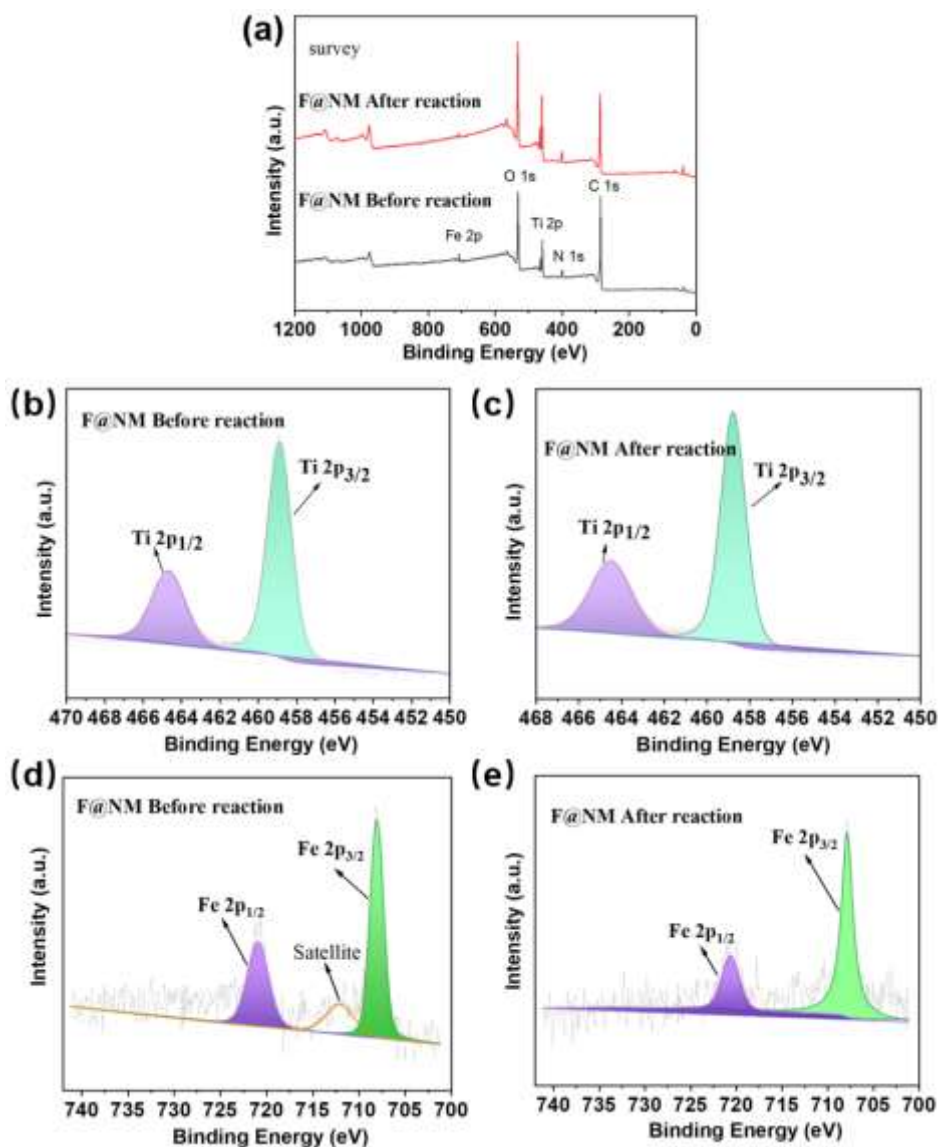 (a)
survey
F@NM After reaction
O 1s
C 1s
F@NM Before reaction
Fe 2p
Ti 2p
N 1s
Intensity (a.u.)
1200 1000 800 600 400 200 0
Binding Energy (eV)
(b)
F@NM Before reaction
Ti 2p3/2
Ti 2p1/2
Intensity (a.u.)
470 468 466 464 462 460 458 456 454 452 450
Binding Energy (eV)
(c)
F@NM After reaction
Ti 2p3/2
Ti 2p1/2
Intensity (a.u.)
468 466 464 462 460 458 456 454 452 450
Binding Energy (eV)
(d)
F@NM Before reaction
Fe 2p3/2
Fe 2p1/2
Satellite
Intensity (a.u.)
740 735 730 725 720 715 710 705 700
Binding Energy (eV)
(e)
F@NM After reaction
Fe 2p3/2
Fe 2p1/2
Intensity (a.u.)
740 735 730 725 720 715 710 705 700
Binding Energy (eV)